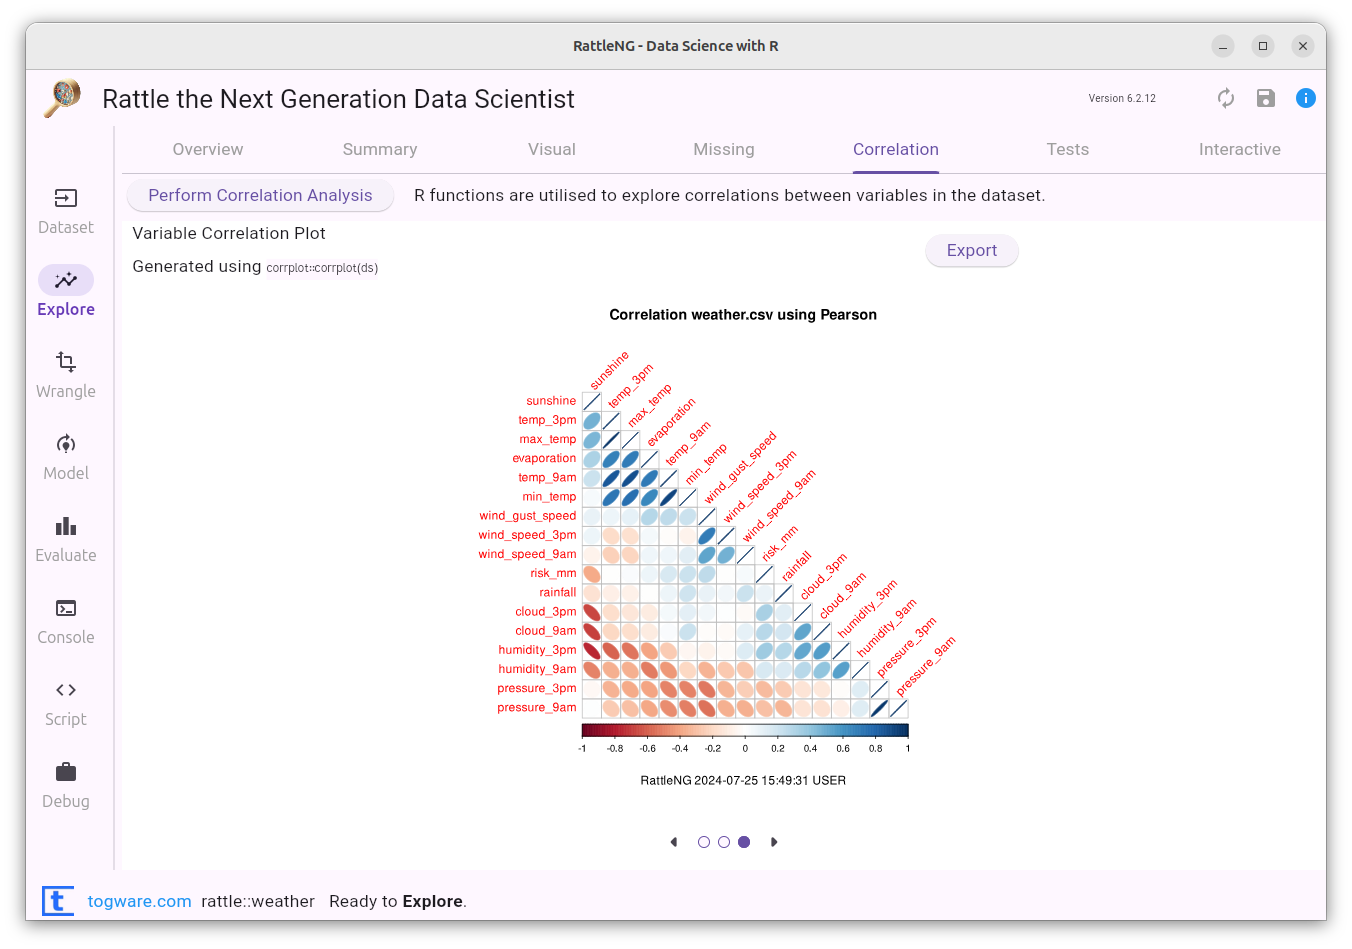 RattleNG - Data Science with R
Rattle the Next Generation Data Scientist
Version 6.2.12
Overview
Summary
Visual
Missing
Correlation
Tests
Interactive
Dataset
Explore
Wrangle
Model
Evaluate
Console
Script
Debug
Perform Correlation Analysis
R functions are utilised to explore correlations between variables in the dataset.
Variable Correlation Plot
Export
Generated using corrplot::corrplot(ds)
Correlation weather.csv using Pearson
sunshine
temp_3pm
max_temp
evaporation
temp_9am
min_temp
wind_gust_speed
wind_speed_3pm
wind_speed_9am
risk_mm
rainfall
cloud_3pm
cloud_9am
humidity_3pm
humidity_9am
pressure_3pm
pressure_9am
sunshine
temp_3pm
max_temp
evaporation
temp_9am
min_temp
wind_gust_speed
wind_speed_3pm
wind_speed_9am
risk_mm
rainfall
cloud_3pm
cloud_9am
humidity_3pm
humidity_9am
pressure_3pm
pressure_9am
-1 -0.8 -0.6 -0.4 -0.2 0 0.2 0.4 0.6 0.8 1
RattleNG 2024-07-25 15:49:31 USER
t togware.com rattle::weather Ready to Explore.